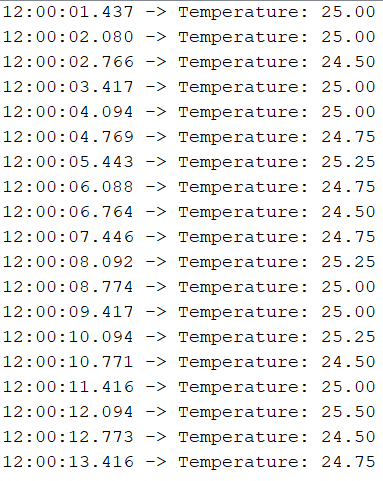 12:00:01.437 -> Temperature: 25.00
12:00:02.080 -> Temperature: 25.00
12:00:02.766 -> Temperature: 24.50
12:00:03.417 -> Temperature: 25.00
12:00:04.094 -> Temperature: 25.00
12:00:04.769 -> Temperature: 24.75
12:00:05.443 -> Temperature: 25.25
12:00:06.088 -> Temperature: 24.75
12:00:06.764 -> Temperature: 24.50
12:00:07.446 -> Temperature: 24.75
12:00:08.092 -> Temperature: 25.25
12:00:08.774 -> Temperature: 25.00
12:00:09.417 -> Temperature: 25.00
12:00:10.094 -> Temperature: 25.25
12:00:10.771 -> Temperature: 24.50
12:00:11.416 -> Temperature: 25.00
12:00:12.094 -> Temperature: 25.50
12:00:12.773 -> Temperature: 24.50
12:00:13.416 -> Temperature: 24.75